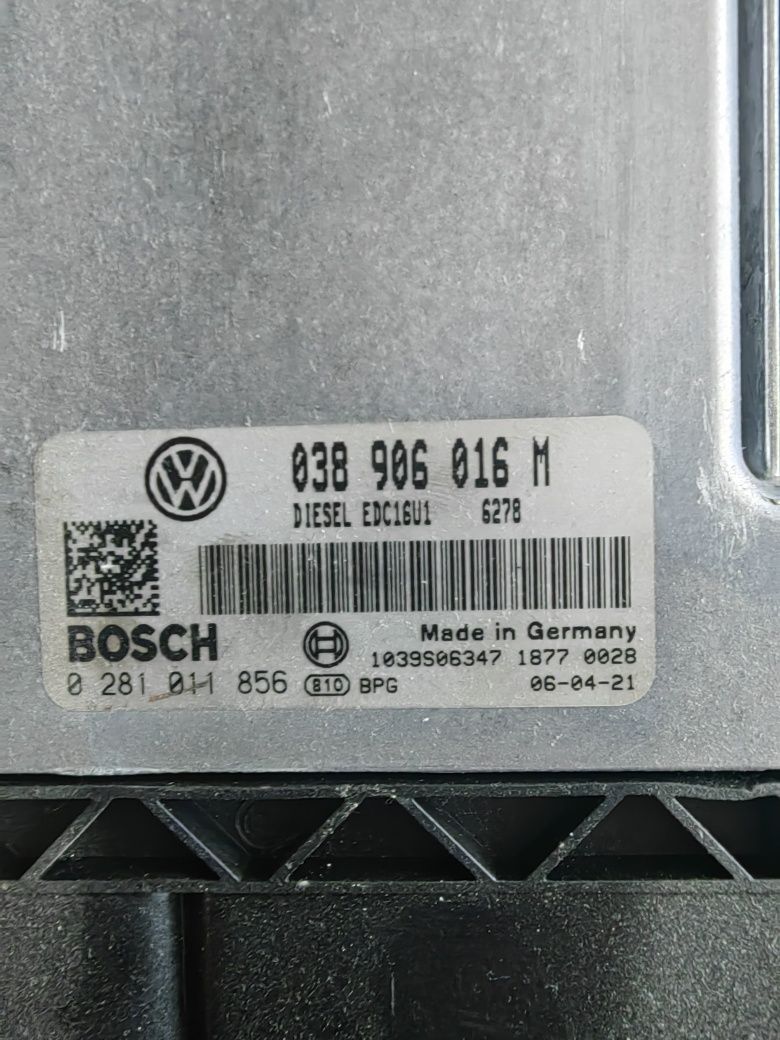 038 906 016 M
DIESEL EDC16U1 6278
BOSCH
Made in Germany
1039S06347 1877 0028
0 281 011 856 810 BPG 06-04-21